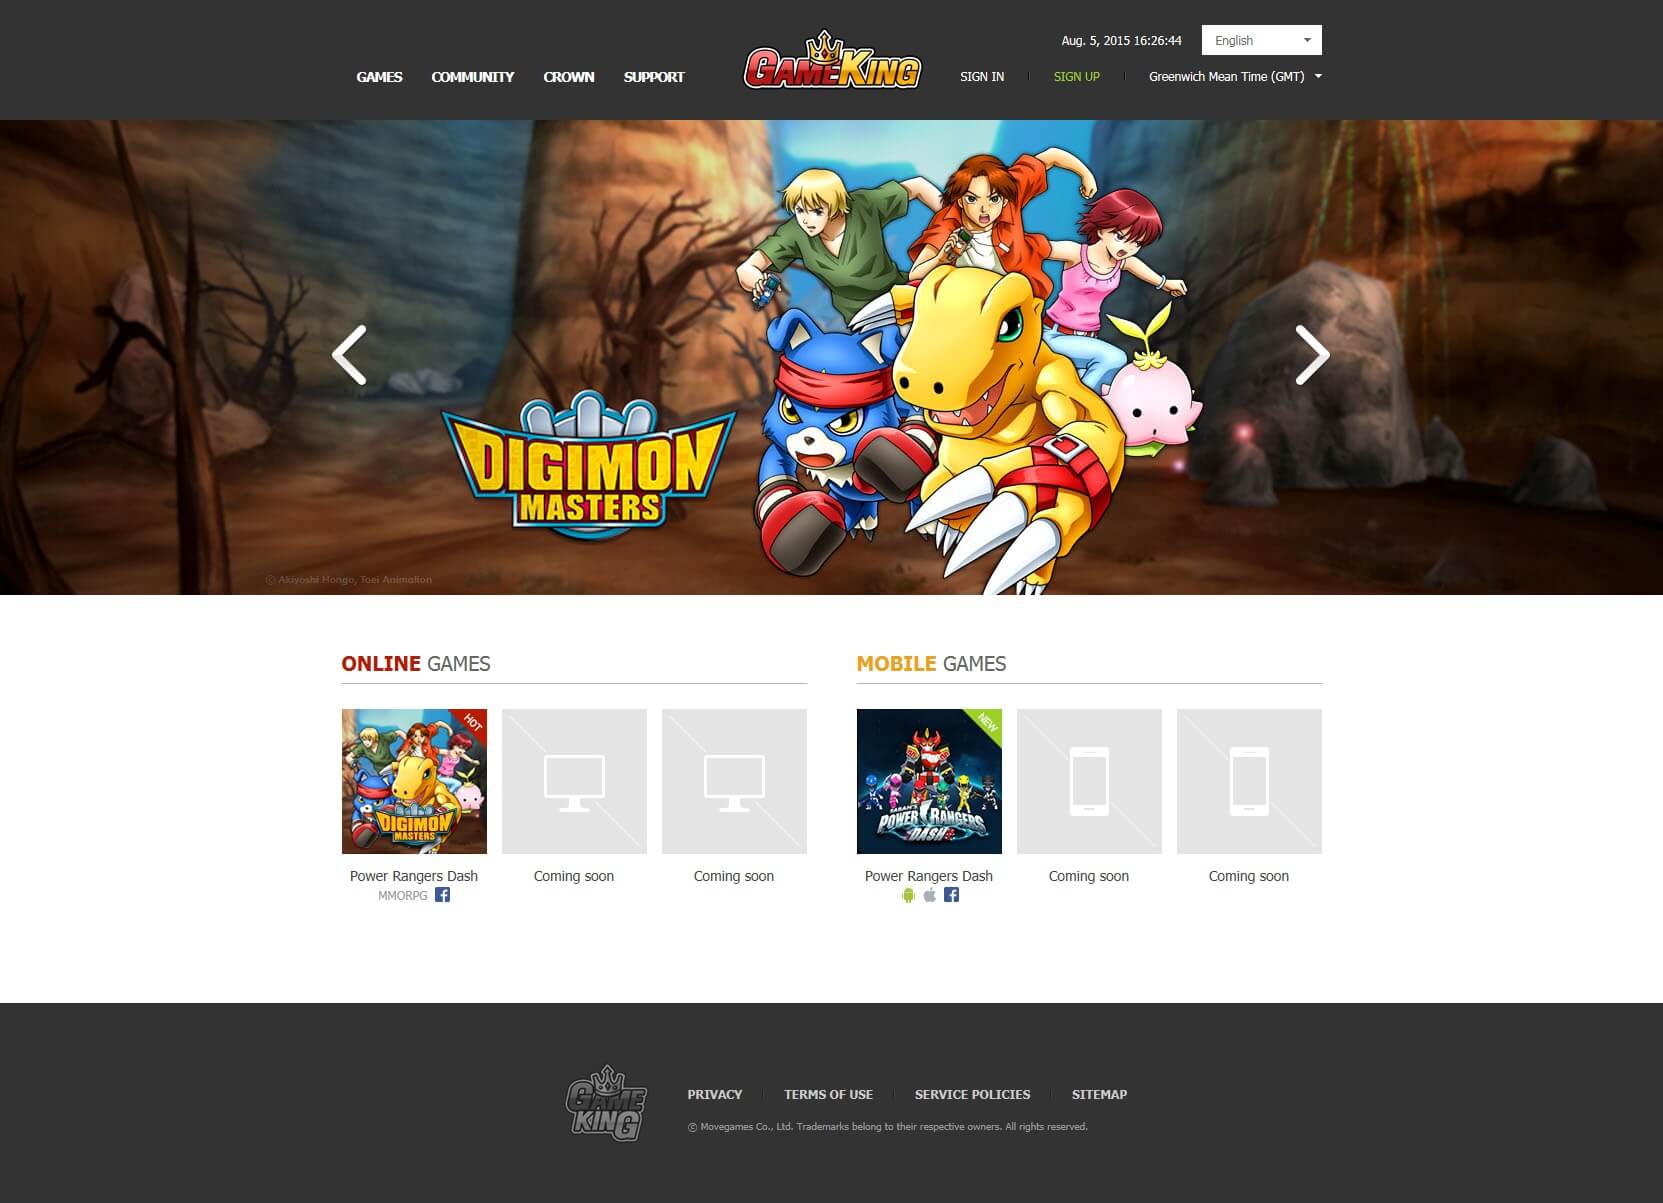 Aug. 5, 2015 16:26:44
English
GAMES COMMUNITY CROWN SUPPORT
GAMEKING
SIGN IN SIGN UP Greenwich Mean Time (GMT)
DIGIMON
MASTERS
© Akiyoshi Hongo, Toei Animation
ONLINE GAMES
MOBILE GAMES
HOT
DIGIMON
MASTERS
NEW
SABAN'S
POWER RANGERS
DASH
Power Rangers Dash
MMORPG
Coming soon
Coming soon
Power Rangers Dash
Coming soon
Coming soon
GAME
KING
PRIVACY TERMS OF USE SERVICE POLICIES SITEMAP
© Movegames Co., Ltd. Trademarks belong to their respective owners. All rights reserved.